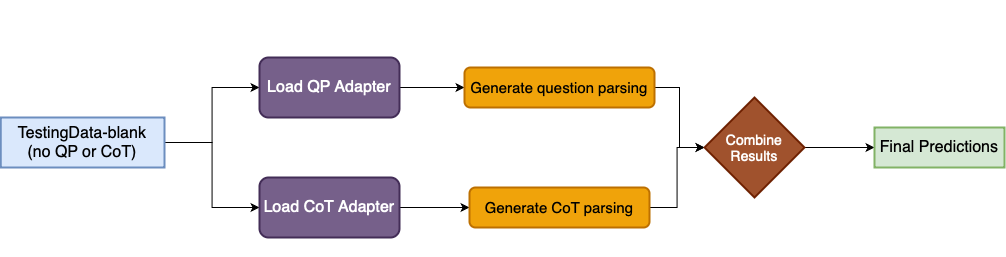 TestingData-blank
(no QP or CoT)
Load QP Adapter
Generate question parsing
Load CoT Adapter
Generate CoT parsing
Combine
Results
Final Predictions